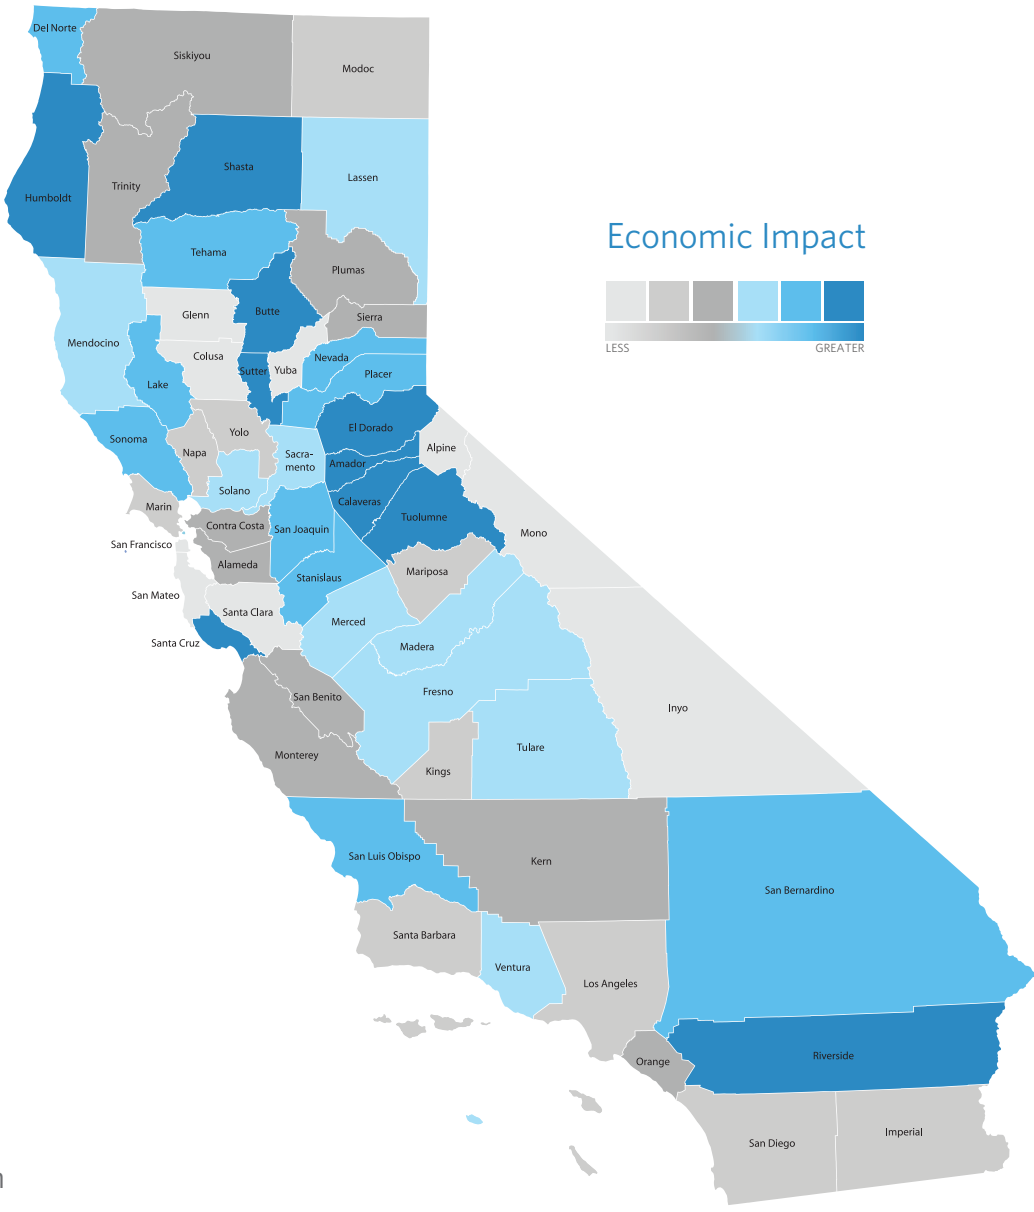 Del Norte
Siskiyou
Modoc
Shasta
Lassen
Trinity
Humboldt
Economic Impact
Tehama
Plumas
Glenn
Butte
Sierra
Mendocino
LESS
GREATER
Colusa
Nevada
Sutter
Yuba
Placer
Lake
El Dorado
Yolo
Sonoma
Alpine
Napa
Sacra-
mento
Amador
Solano
Calaveras
Marin
Tuolumne
Contra Costa
San Joaquin
Mono
San Francisco
Alameda
Mariposa
Stanislaus
San Mateo
Santa Clara
Merced
Santa Cruz
Madera
Fresno
San Benito
Inyo
Tulare
Monterey
Kings
San Luis Obispo
Kern
San Bernardino
Santa Barbara
Ventura
Los Angeles
Riverside
Orange
Imperial
San Diego